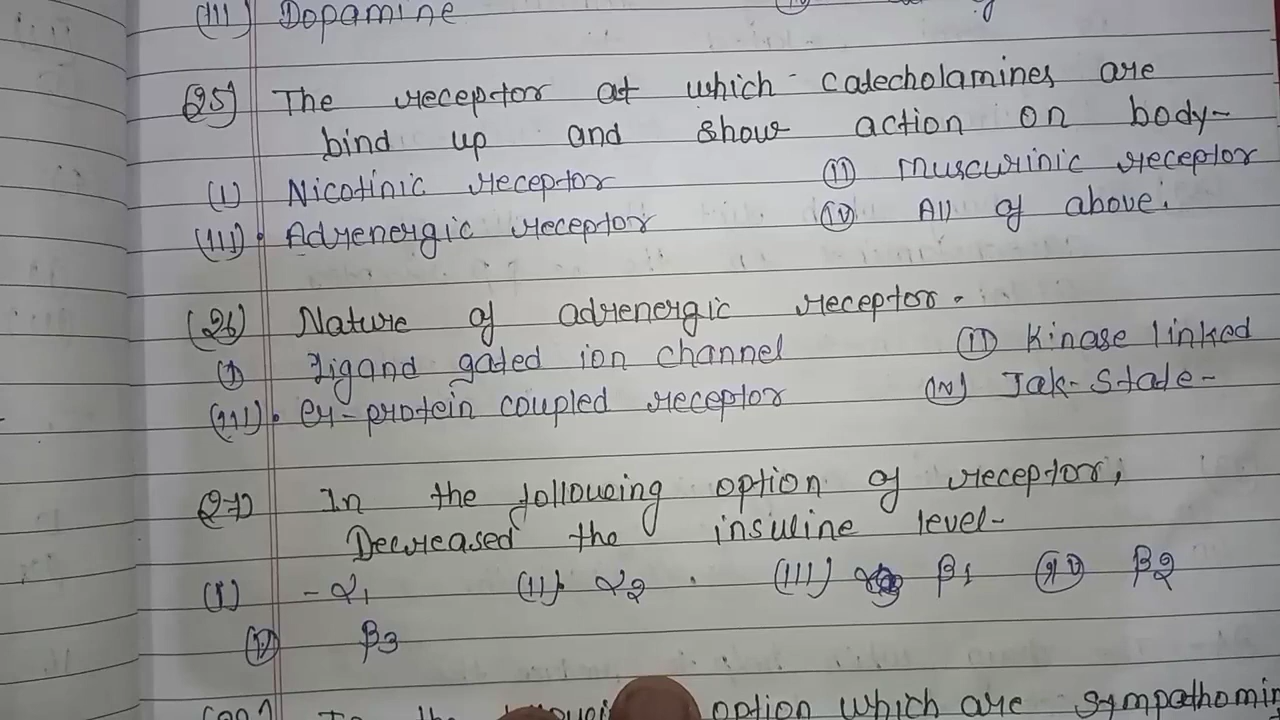 (III) Dopamine
(25) The receptor at which catecholamines are
bind up and show action on body-
(I) Nicotinic receptor (II) Muscurinic receptor
(III) Adrenergic receptor (IV) All of above.
(26) Nature of adrenergic receptor.
(I) Ligand gated ion channel (II) Kinase linked
(III) G-protein coupled receptor (IV) Jak-State-
(27) In the following option of receptor,
Decreased the insuline level-
(I) - α1 (II) α2 (III) β1 (IV) β2
(V) β3
option which are sympathomi